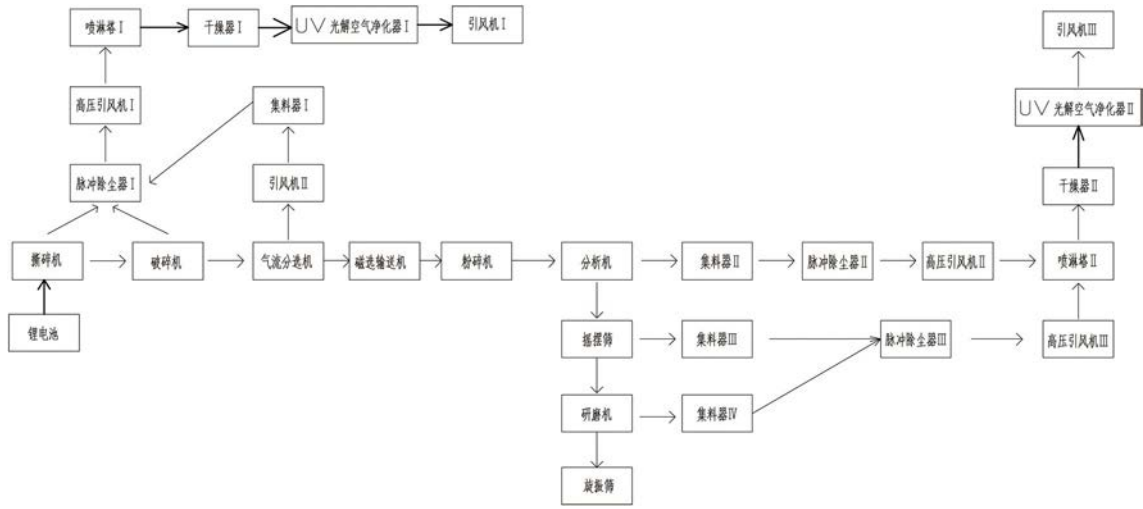 喷淋塔Ⅰ
干燥器Ⅰ
UV光解空气净化器Ⅰ
引风机Ⅰ
引风机Ⅲ
高压引风机Ⅰ
集料器Ⅰ
UV光解空气净化器Ⅱ
脉冲除尘器Ⅰ
引风机Ⅱ
干燥器Ⅱ
撕碎机
破碎机
气流分选机
磁选输送机
粉碎机
分析机
集料器Ⅱ
脉冲除尘器Ⅱ
高压引风机Ⅱ
喷淋塔Ⅱ
锂电池
摇摆筛
集料器Ⅲ
脉冲除尘器Ⅲ
高压引风机Ⅲ
研磨机
集料器Ⅳ
旋振筛